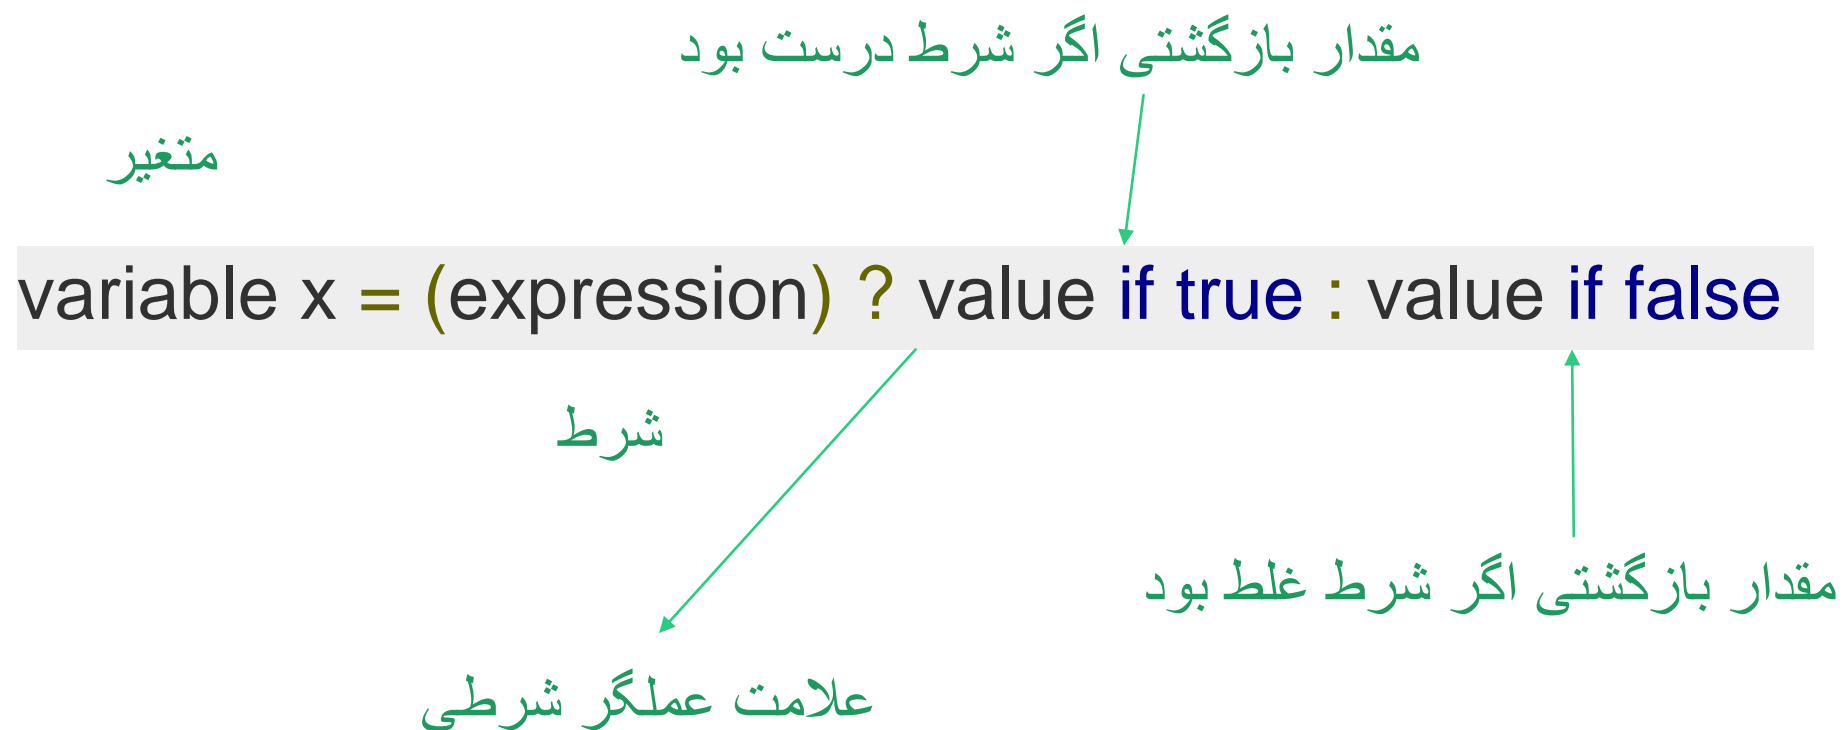 مقدار بازگشتی اگر شرط درست بود
متغیر
variable x = (expression) ? value if true : value if false
شرط
مقدار بازگشتی اگر شرط غلط بود
علامت عملگر شرطی